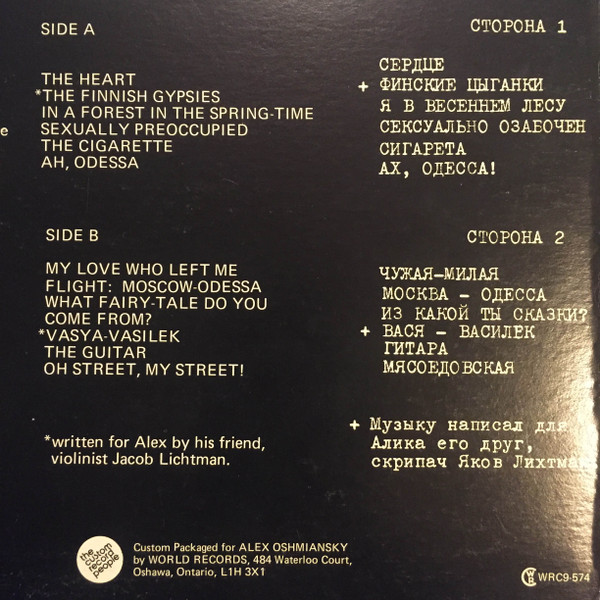 SIDE A
THE HEART
*THE FINNISH GYPSIES
IN A FOREST IN THE SPRING-TIME
SEXUALLY PREOCCUPIED
THE CIGARETTE
AH, ODESSA
СТОРОНА 1
СЕРДЦЕ
+ ФИНСКИЕ ЦЫГАНКИ
Я В ВЕСЕННЕМ ЛЕСУ
СЕКСУАЛЬНО ОЗАБОЧЕН
СИГАРЕТА
АХ, ОДЕССА!
SIDE B
MY LOVE WHO LEFT ME
FLIGHT: MOSCOW-ODESSA
WHAT FAIRY-TALE DO YOU
COME FROM?
*VASYA-VASILEK
THE GUITAR
OH STREET, MY STREET!
СТОРОНА 2
ЧУЖАЯ-МИЛАЯ
МОСКВА - ОДЕССА
ИЗ КАКОЙ ТЫ СКАЗКИ?
+ ВАСЯ - ВАСИЛЕК
ГИТАРА
МЯСОЕДОВСКАЯ
*written for Alex by his friend,
violinist Jacob Lichtman.
+ Музыку написал для
Алика его друг,
скрипач Яков Лихтман
the custom record people
Custom Packaged for ALEX OSHMIANSKY
by WORLD RECORDS, 484 Waterloo Court,
Oshawa, Ontario, L1H 3X1
WRC9-574